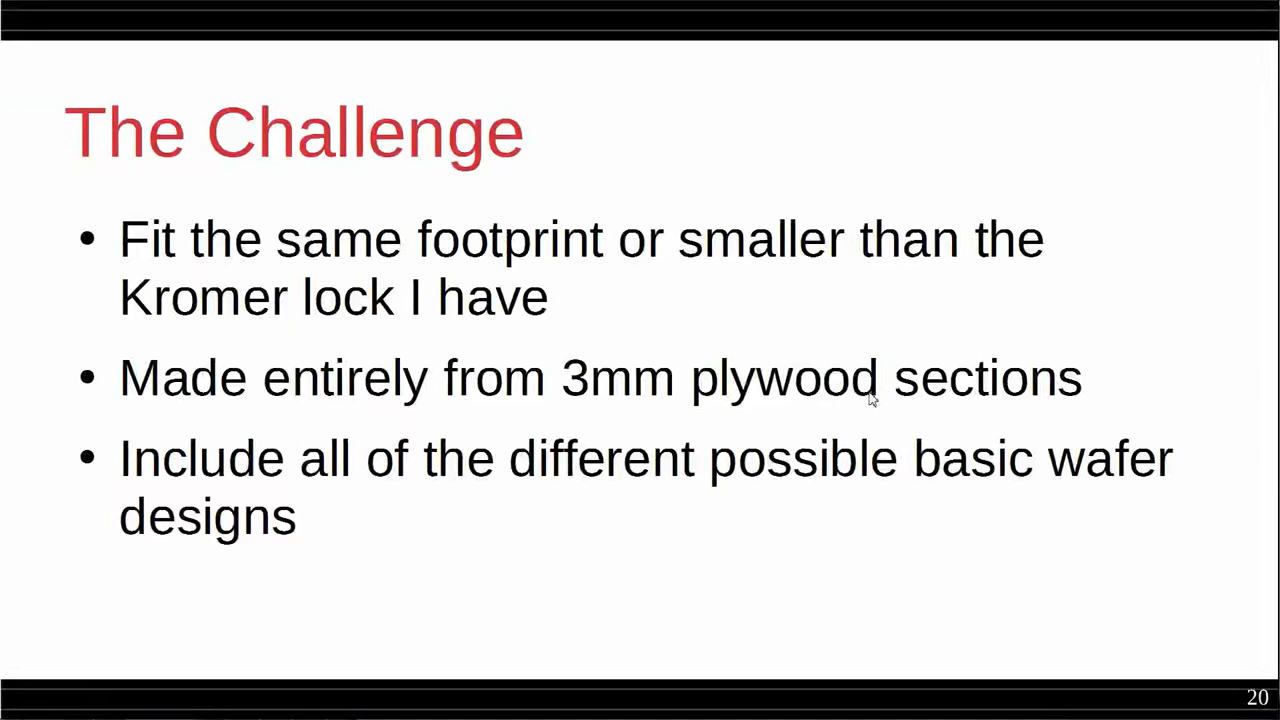 The Challenge
• Fit the same footprint or smaller than the
Kromer lock I have
• Made entirely from 3mm plywood sections
• Include all of the different possible basic wafer
designs
20